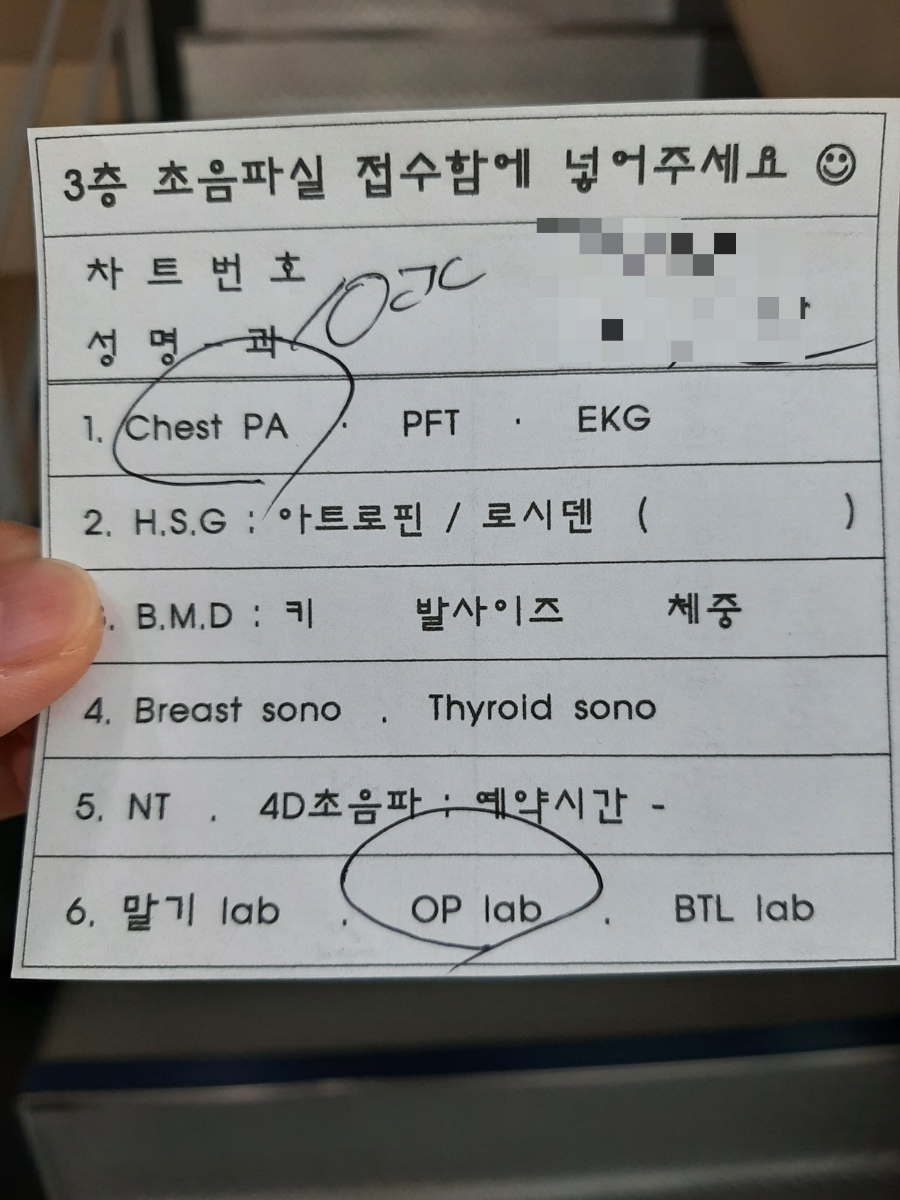 3층 초음파실 접수함에 넣어주세요 ☺
차 트 번 호
성 명 - 과
1. Chest PA . PFT . EKG
2. H.S.G : 아트로핀 / 로시덴 ( )
. B.M.D : 키 발사이즈 체중
4. Breast sono . Thyroid sono
5. NT . 4D초음파 : 예약시간 -
6. 말기 lab . OP lab . BTL lab